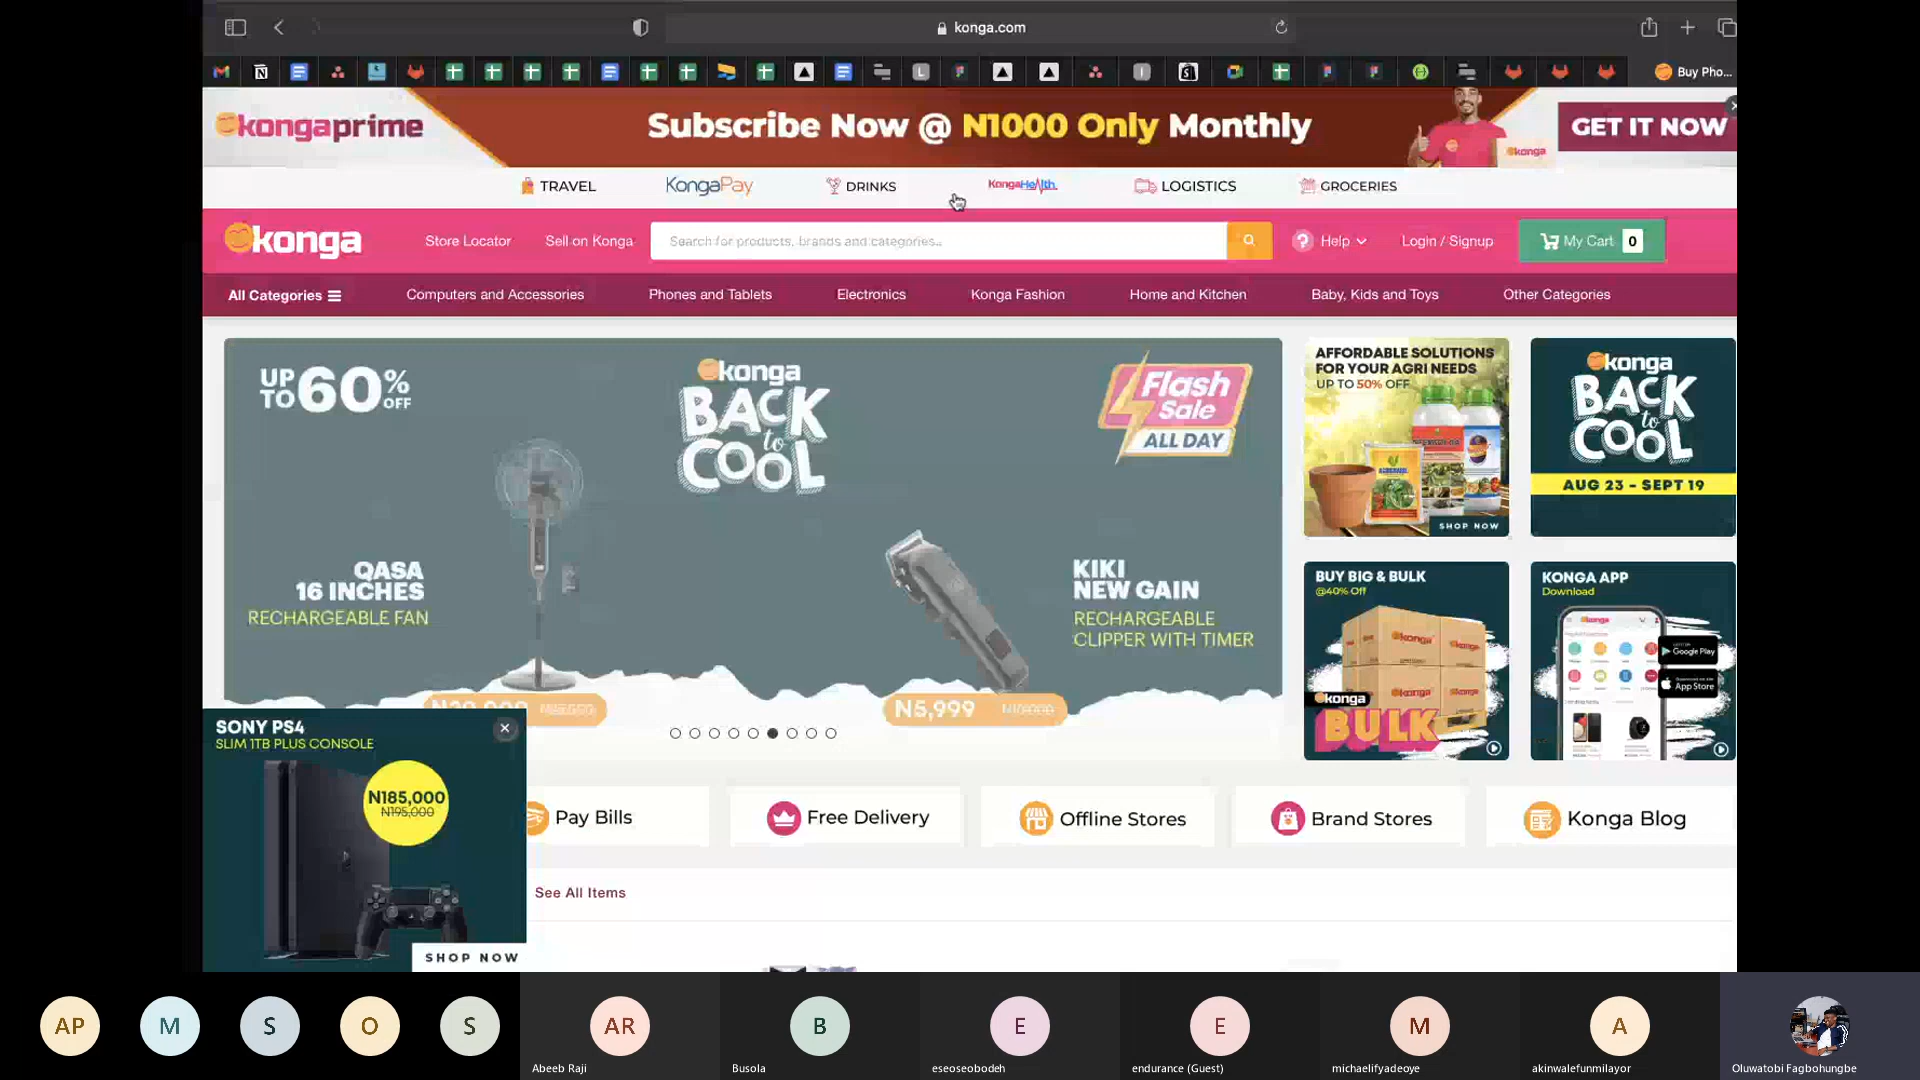 konga.com
Buy Pho...
kongaprime
Subscribe Now @ N1000 Only Monthly
konga
GET IT NOW
TRAVEL
KongaPay
DRINKS
KongaHealth
LOGISTICS
GROCERIES
konga
Store Locator
Sell on Konga
Search for products, brands and categories..
? Help
Login / Signup
My Cart 0
All Categories
Computers and Accessories
Phones and Tablets
Electronics
Konga Fashion
Home and Kitchen
Baby, Kids and Toys
Other Categories
UP TO 60% OFF
konga
BACK
to
COOL
Flash
Sale
ALL DAY
QASA
16 INCHES
RECHARGEABLE FAN
KIKI
NEW GAIN
RECHARGEABLE
CLIPPER WITH TIMER
N5,999
AFFORDABLE SOLUTIONS
FOR YOUR AGRI NEEDS
UP TO 50% OFF
SHOP NOW
konga
BACK
to
COOL
AUG 23 - SEPT 19
BUY BIG & BULK
@40% Off
konga
BULK
KONGA APP
Download
konga
Google Play
App Store
SONY PS4
SLIM 1TB PLUS CONSOLE
N185,000
N195,000
SHOP NOW
Pay Bills
Free Delivery
Offline Stores
Brand Stores
Konga Blog
See All Items
AP
M
S
O
S
AR
B
E
E
M
A
Abeeb Raji
Busola
eseoseobodeh
endurance (Guest)
michaelifyadeoye
akinwalefunmilayor
Oluwatobi Fagbohungbe